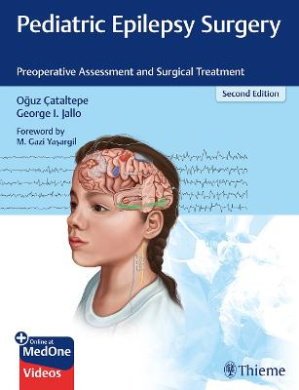 Pediatric Epilepsy Surgery
Preoperative Assessment and Surgical Treatment
Second Edition
Oğuz Çataltepe
George I. Jallo
Foreword by
M. Gazi Yaşargil
+ Online at
MedOne
Videos
Thieme